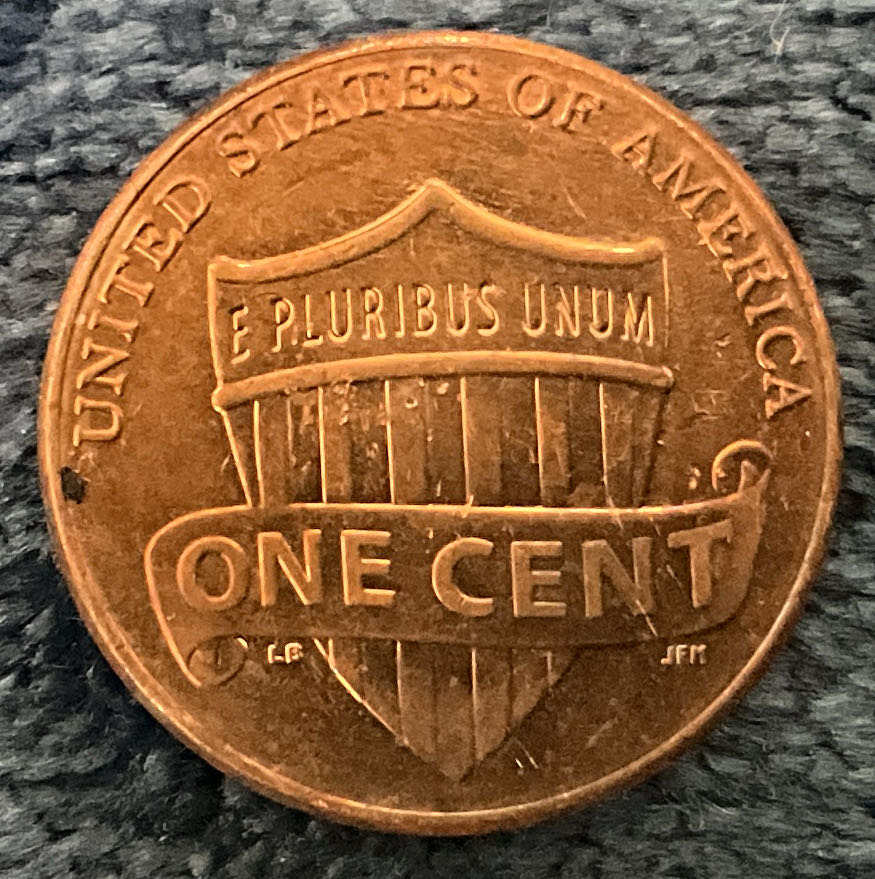 UNITED STATES OF AMERICA
E PLURIBUS UNUM
ONE CENT
LB
JFM